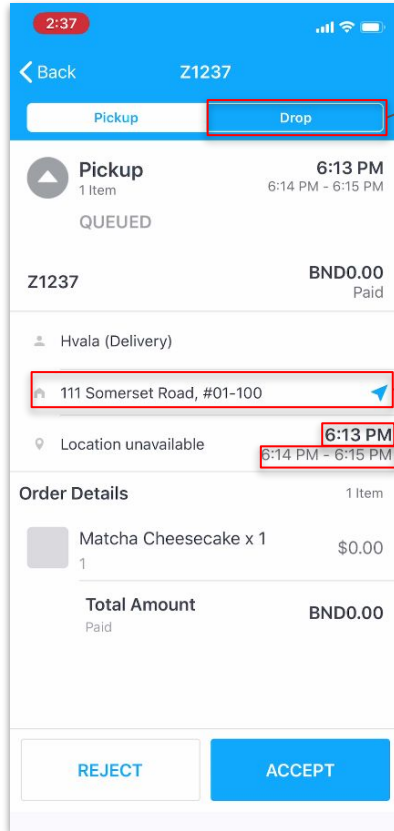 2:37
Back Z1237
Pickup Drop
Pickup 6:13 PM
1 Item 6:14 PM - 6:15 PM
QUEUED
Z1237 BND0.00
Paid
Hvala (Delivery)
111 Somerset Road, #01-100
Location unavailable 6:13 PM
6:14 PM - 6:15 PM
Order Details 1 Item
Matcha Cheesecake x 1 $0.00
1
Total Amount BND0.00
Paid
REJECT ACCEPT